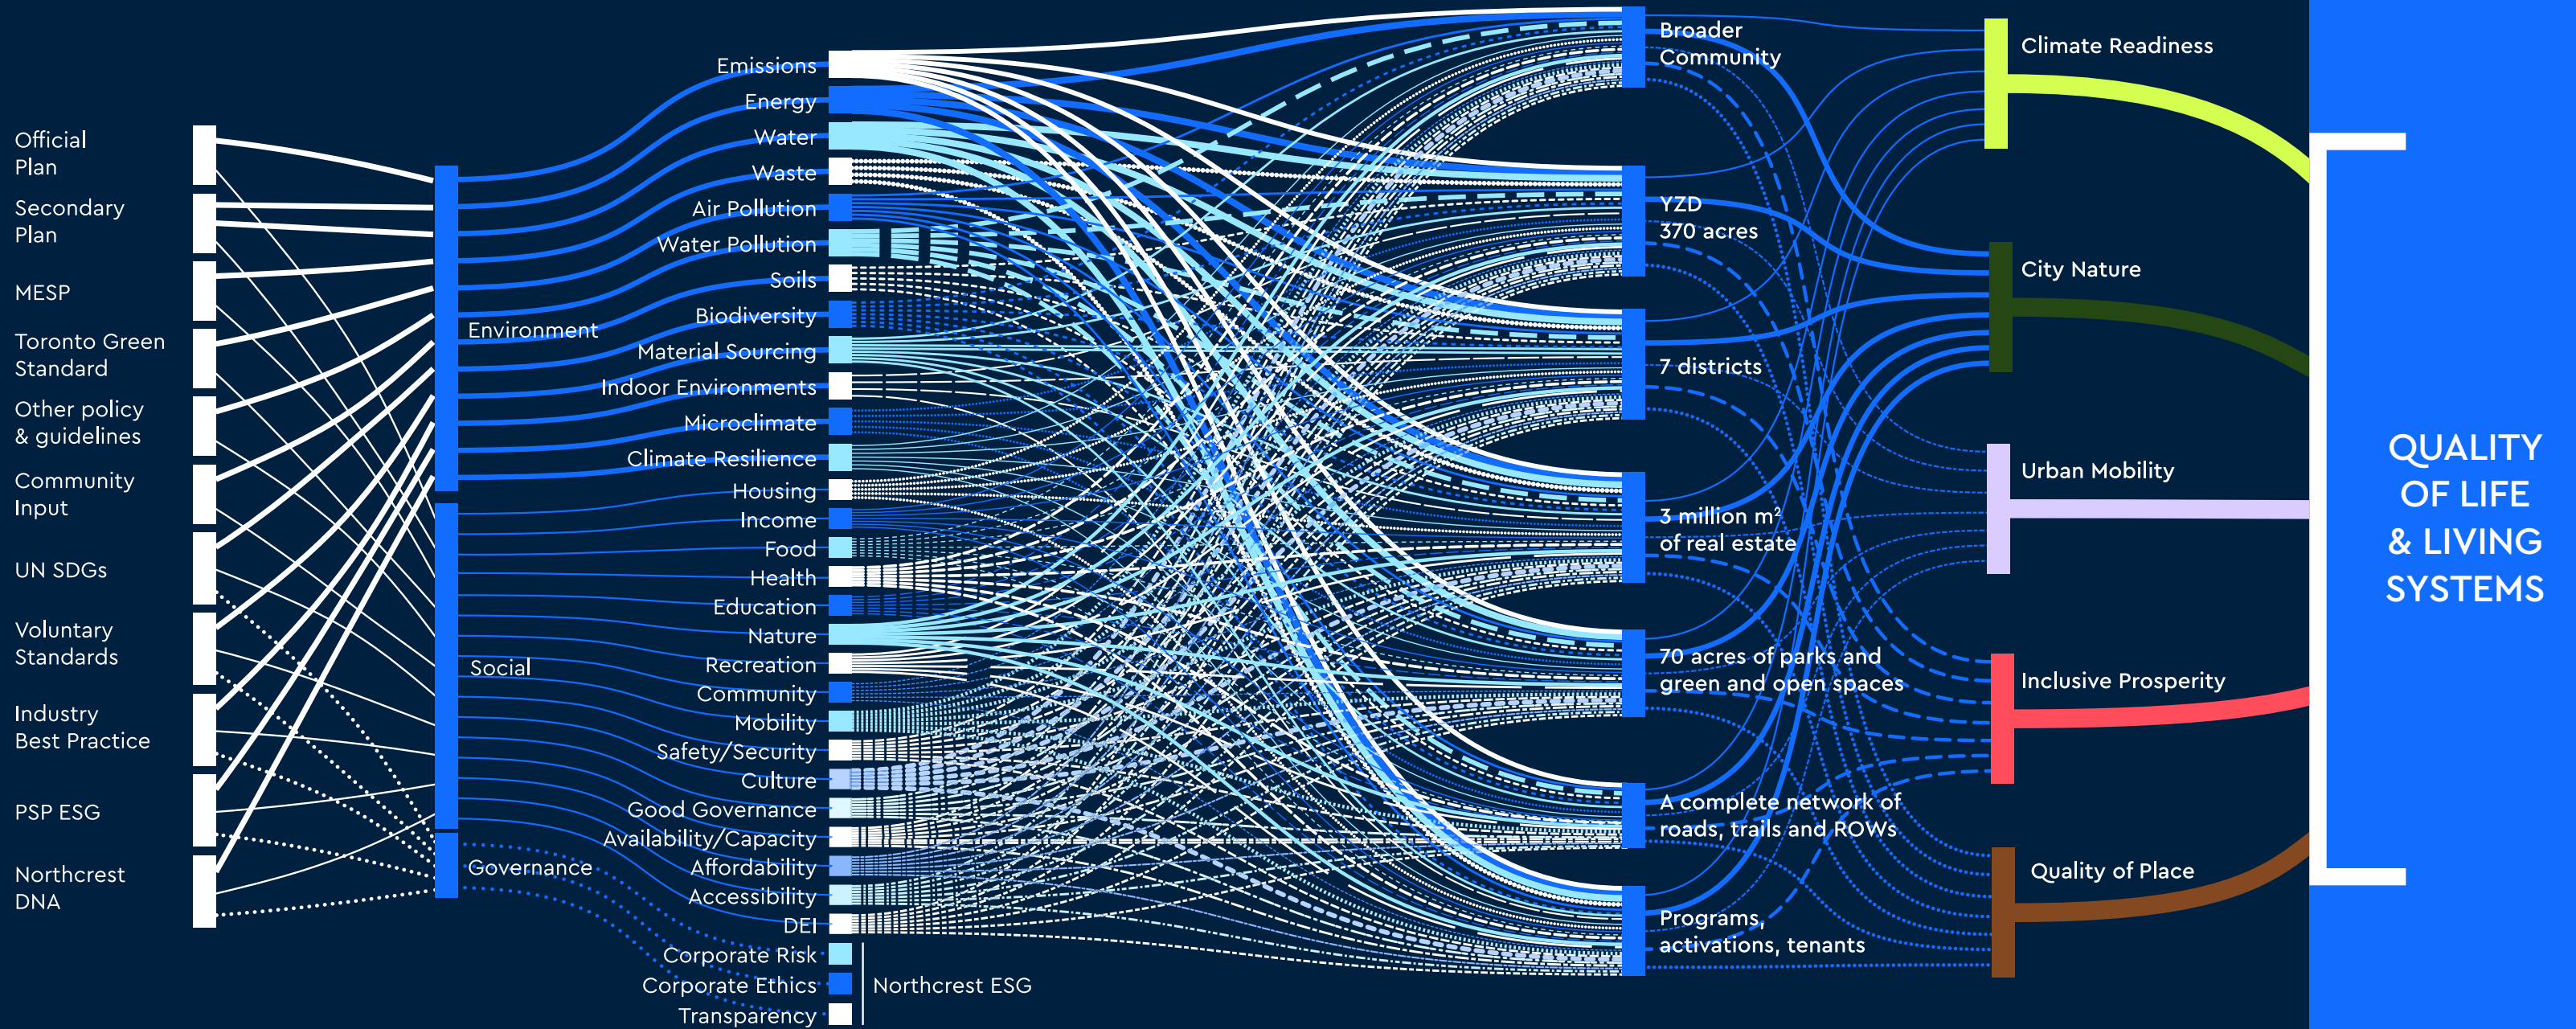 Official
Plan
Secondary
Plan
MESP
Toronto Green
Standard
Other policy
& guidelines
Community
Input
UN SDGs
Voluntary
Standards
Industry
Best Practice
PSP ESG
Northcrest
DNA
Environment
Social
Governance
Emissions
Energy
Water
Waste
Air Pollution
Water Pollution
Soils
Biodiversity
Material Sourcing
Indoor Environments
Microclimate
Climate Resilience
Housing
Income
Food
Health
Education
Nature
Recreation
Community
Mobility
Safety/Security
Culture
Good Governance
Availability/Capacity
Affordability
Accessibility
DEI
Corporate Risk
Corporate Ethics
Transparency
Northcrest ESG
Broader
Community
YZD
370 acres
7 districts
3 million m²
of real estate
70 acres of parks and
green and open spaces
A complete network of
roads, trails and ROWs
Programs,
activations, tenants
Climate Readiness
City Nature
Urban Mobility
Inclusive Prosperity
Quality of Place
QUALITY
OF LIFE
& LIVING
SYSTEMS